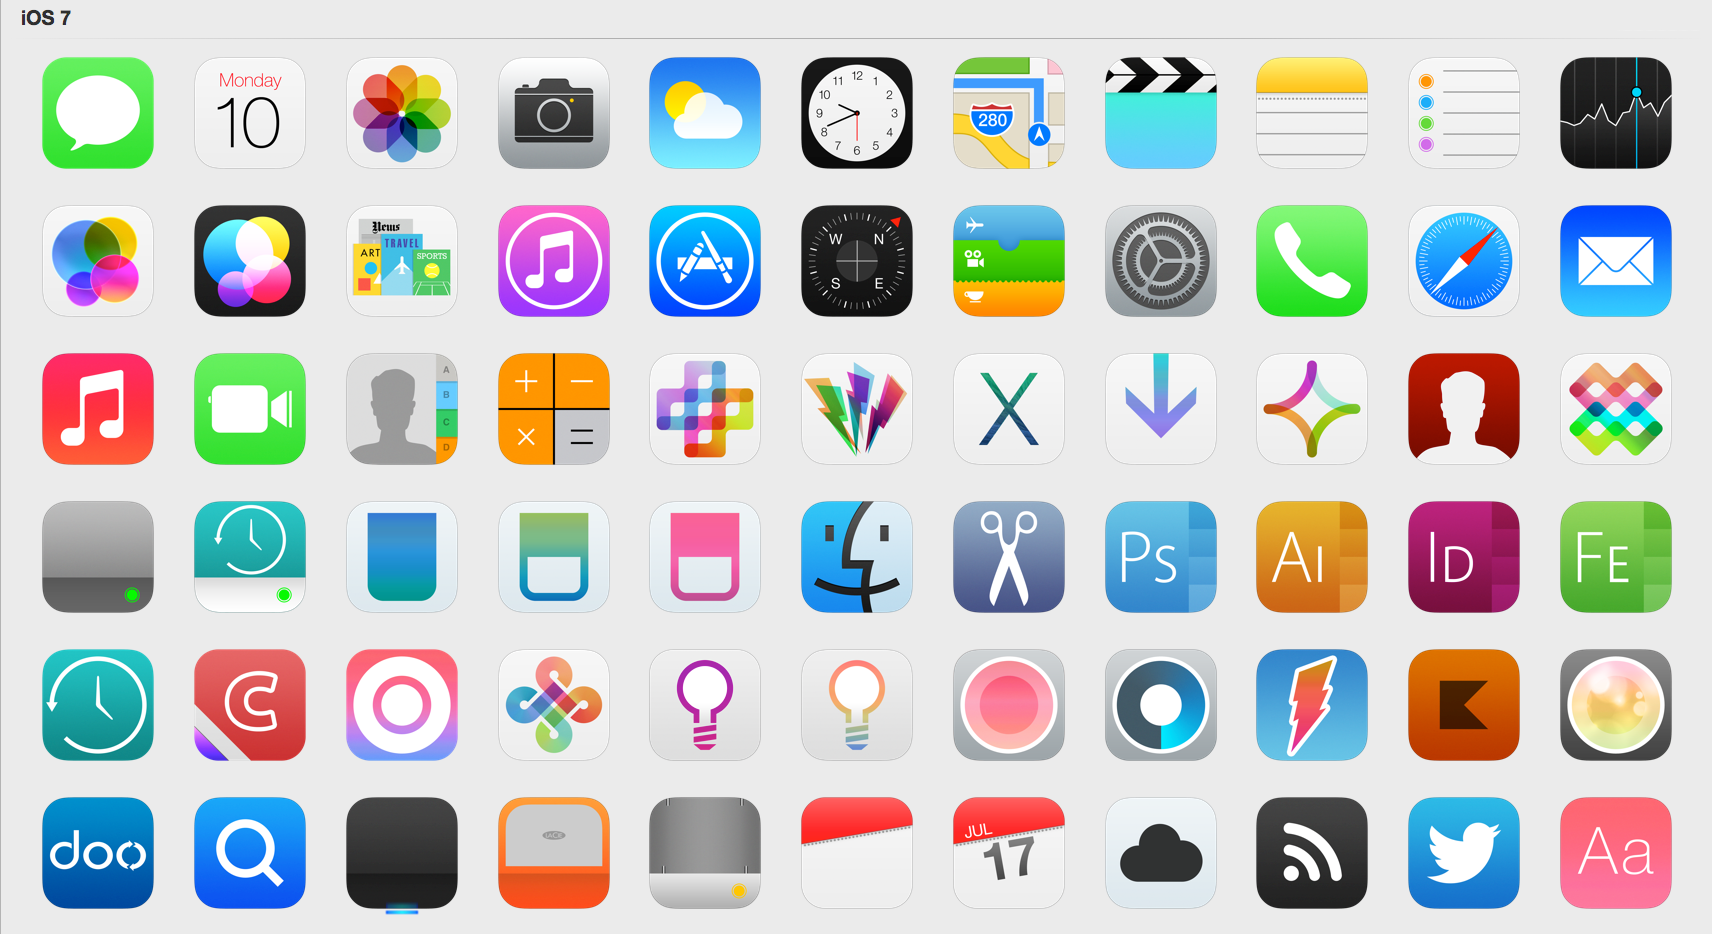 iOS 7
Monday
10
12
11
1
10
2
9
3
8
4
7
5
6
280
News
TRAVEL
ART
SPORTS
W
N
S
E
A
B
C
D
X
Ps
Ai
ID
FE
C
K
doo
LACIE
JUL
17
Aa